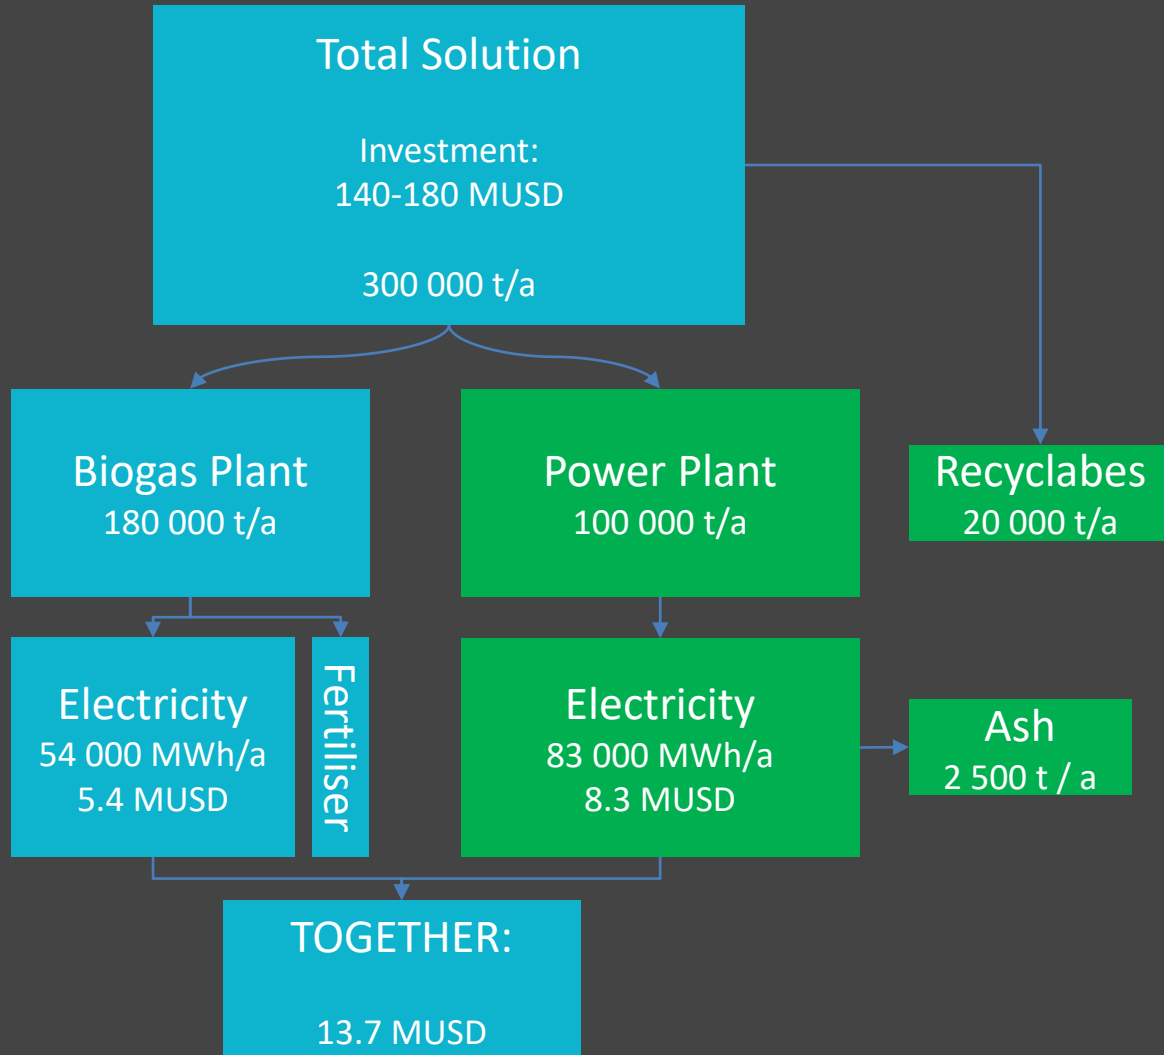 Total Solution
Investment:
140-180 MUSD
300 000 t/a
Biogas Plant
180 000 t/a
Power Plant
100 000 t/a
Recyclabes
20 000 t/a
Electricity
54 000 MWh/a
5.4 MUSD
Fertiliser
Electricity
83 000 MWh/a
8.3 MUSD
Ash
2 500 t / a
TOGETHER:
13.7 MUSD